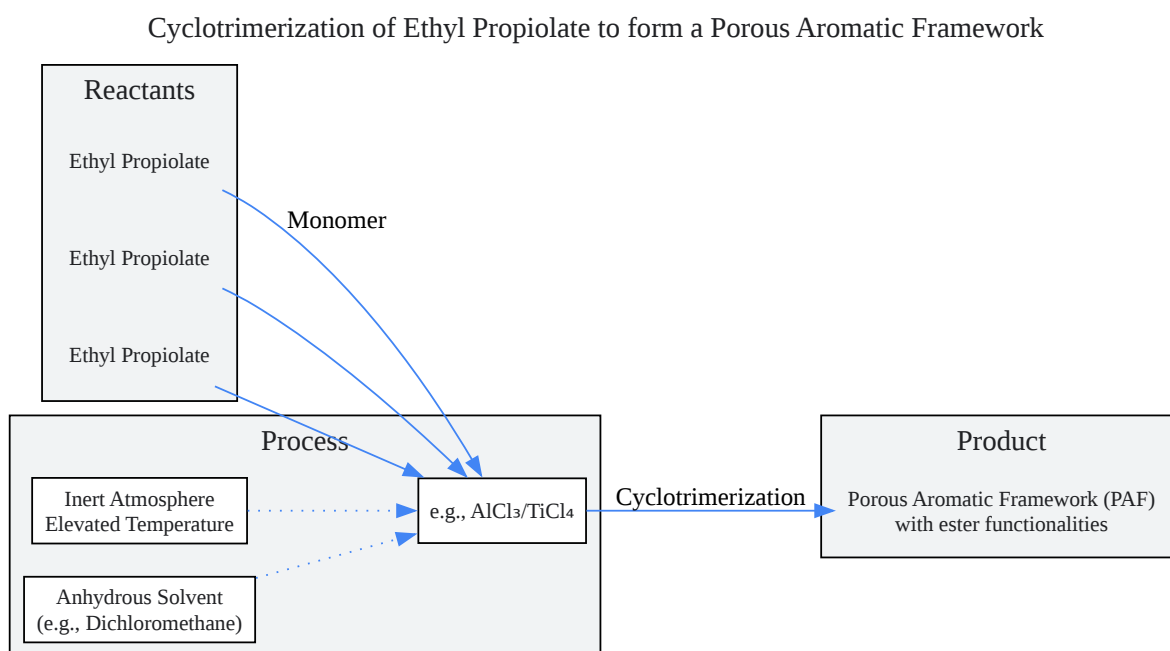 Cyclotrimerization of Ethyl Propiolate to form a Porous Aromatic Framework
Reactants
Ethyl Propiolate
Monomer
Ethyl Propiolate
Ethyl Propiolate
Process
Inert Atmosphere
Elevated Temperature
e.g., AlCl₃/TiCl₄
Anhydrous Solvent
(e.g., Dichloromethane)
Cyclotrimerization
Product
Porous Aromatic Framework (PAF)
with ester functionalities